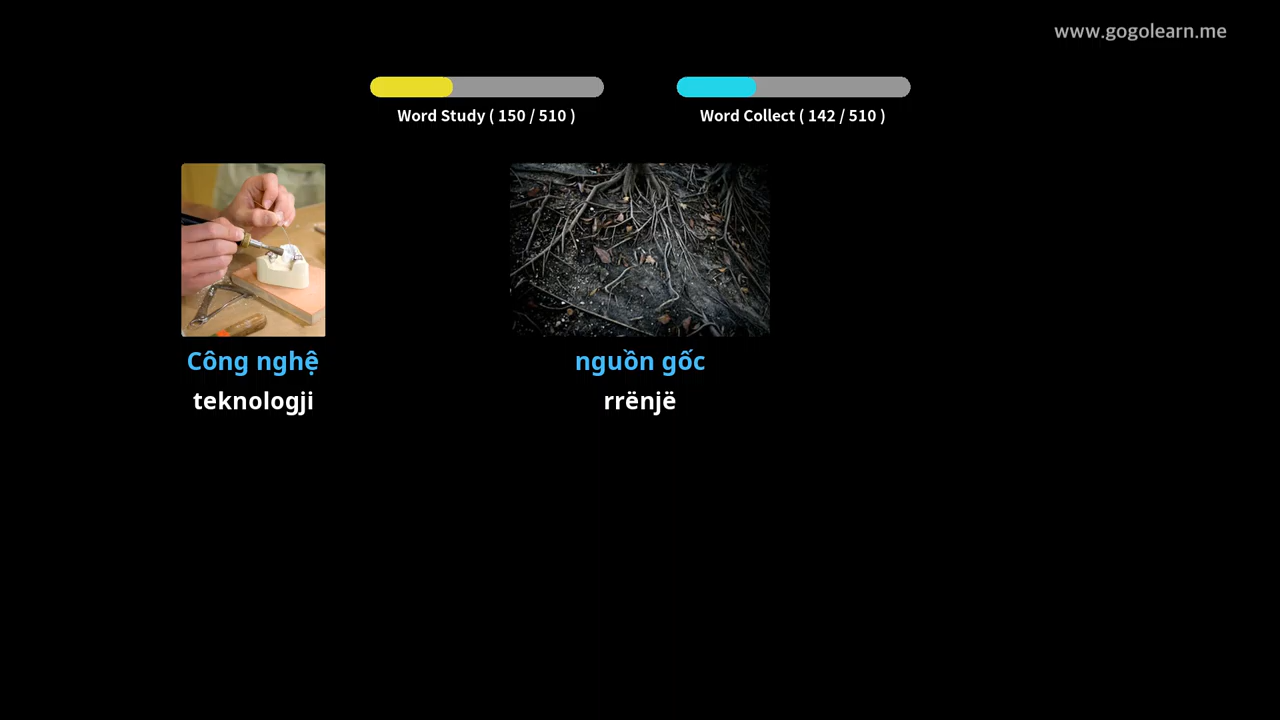 www.gogolearn.me
Word Study ( 150 / 510 )
Word Collect ( 142 / 510 )
Công nghệ
teknologji
nguồn gốc
rrënjë